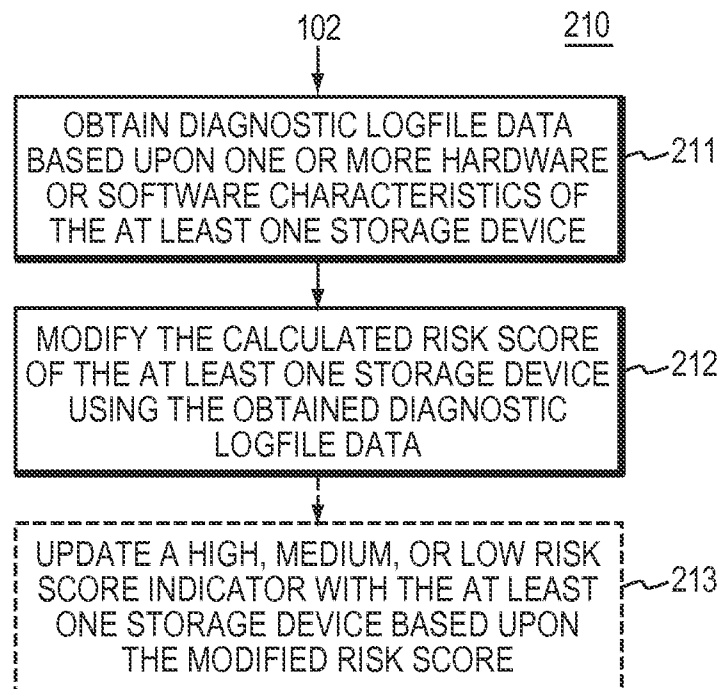 102
210
OBTAIN DIAGNOSTIC LOGFILE DATA
BASED UPON ONE OR MORE HARDWARE
OR SOFTWARE CHARACTERISTICS OF
THE AT LEAST ONE STORAGE DEVICE
211
MODIFY THE CALCULATED RISK SCORE
OF THE AT LEAST ONE STORAGE DEVICE
USING THE OBTAINED DIAGNOSTIC
LOGFILE DATA
212
UPDATE A HIGH, MEDIUM, OR LOW RISK
SCORE INDICATOR WITH THE AT LEAST
ONE STORAGE DEVICE BASED UPON
THE MODIFIED RISK SCORE
213